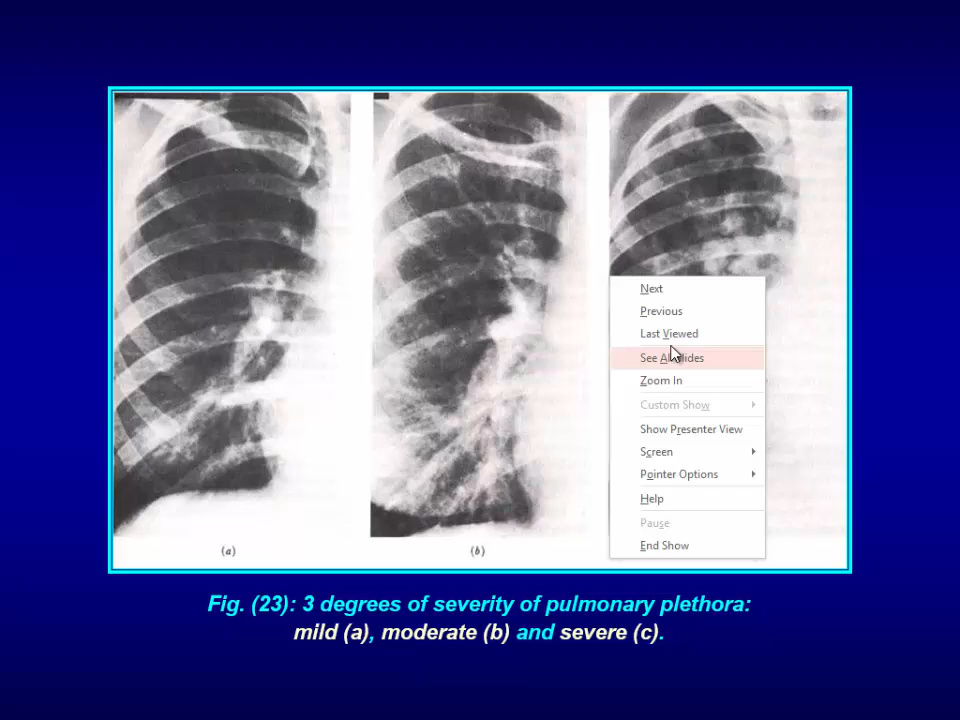 Next
Previous
Last Viewed
See All Slides
Zoom In
Custom Show
Show Presenter View
Screen
Pointer Options
Help
Pause
End Show
(a)
(b)
Fig. (23): 3 degrees of severity of pulmonary plethora:
mild (a), moderate (b) and severe (c).